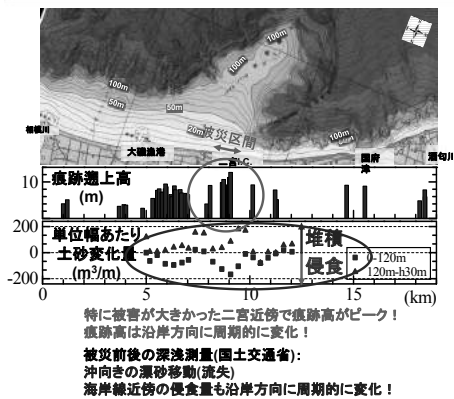 100m
100m
100m
100m
50m
50m
20m
被災区間
100m
相模川
大磯漁港
二宮I.C
国府
津
酒匂川
痕跡遡上高
(m)
10
単位幅あたり
土砂変化量
(m³/m)
200
0
-200
堆積
侵食
0-120m
120m-h30m
0
5
10
15
(km)
特に被害が大きかった二宮近傍で痕跡高がピーク！
痕跡高は沿岸方向に周期的に変化！
被災前後の深浅測量(国土交通省):
沖向きの漂砂移動(流失)
海岸線近傍の侵食量も沿岸方向に周期的に変化！